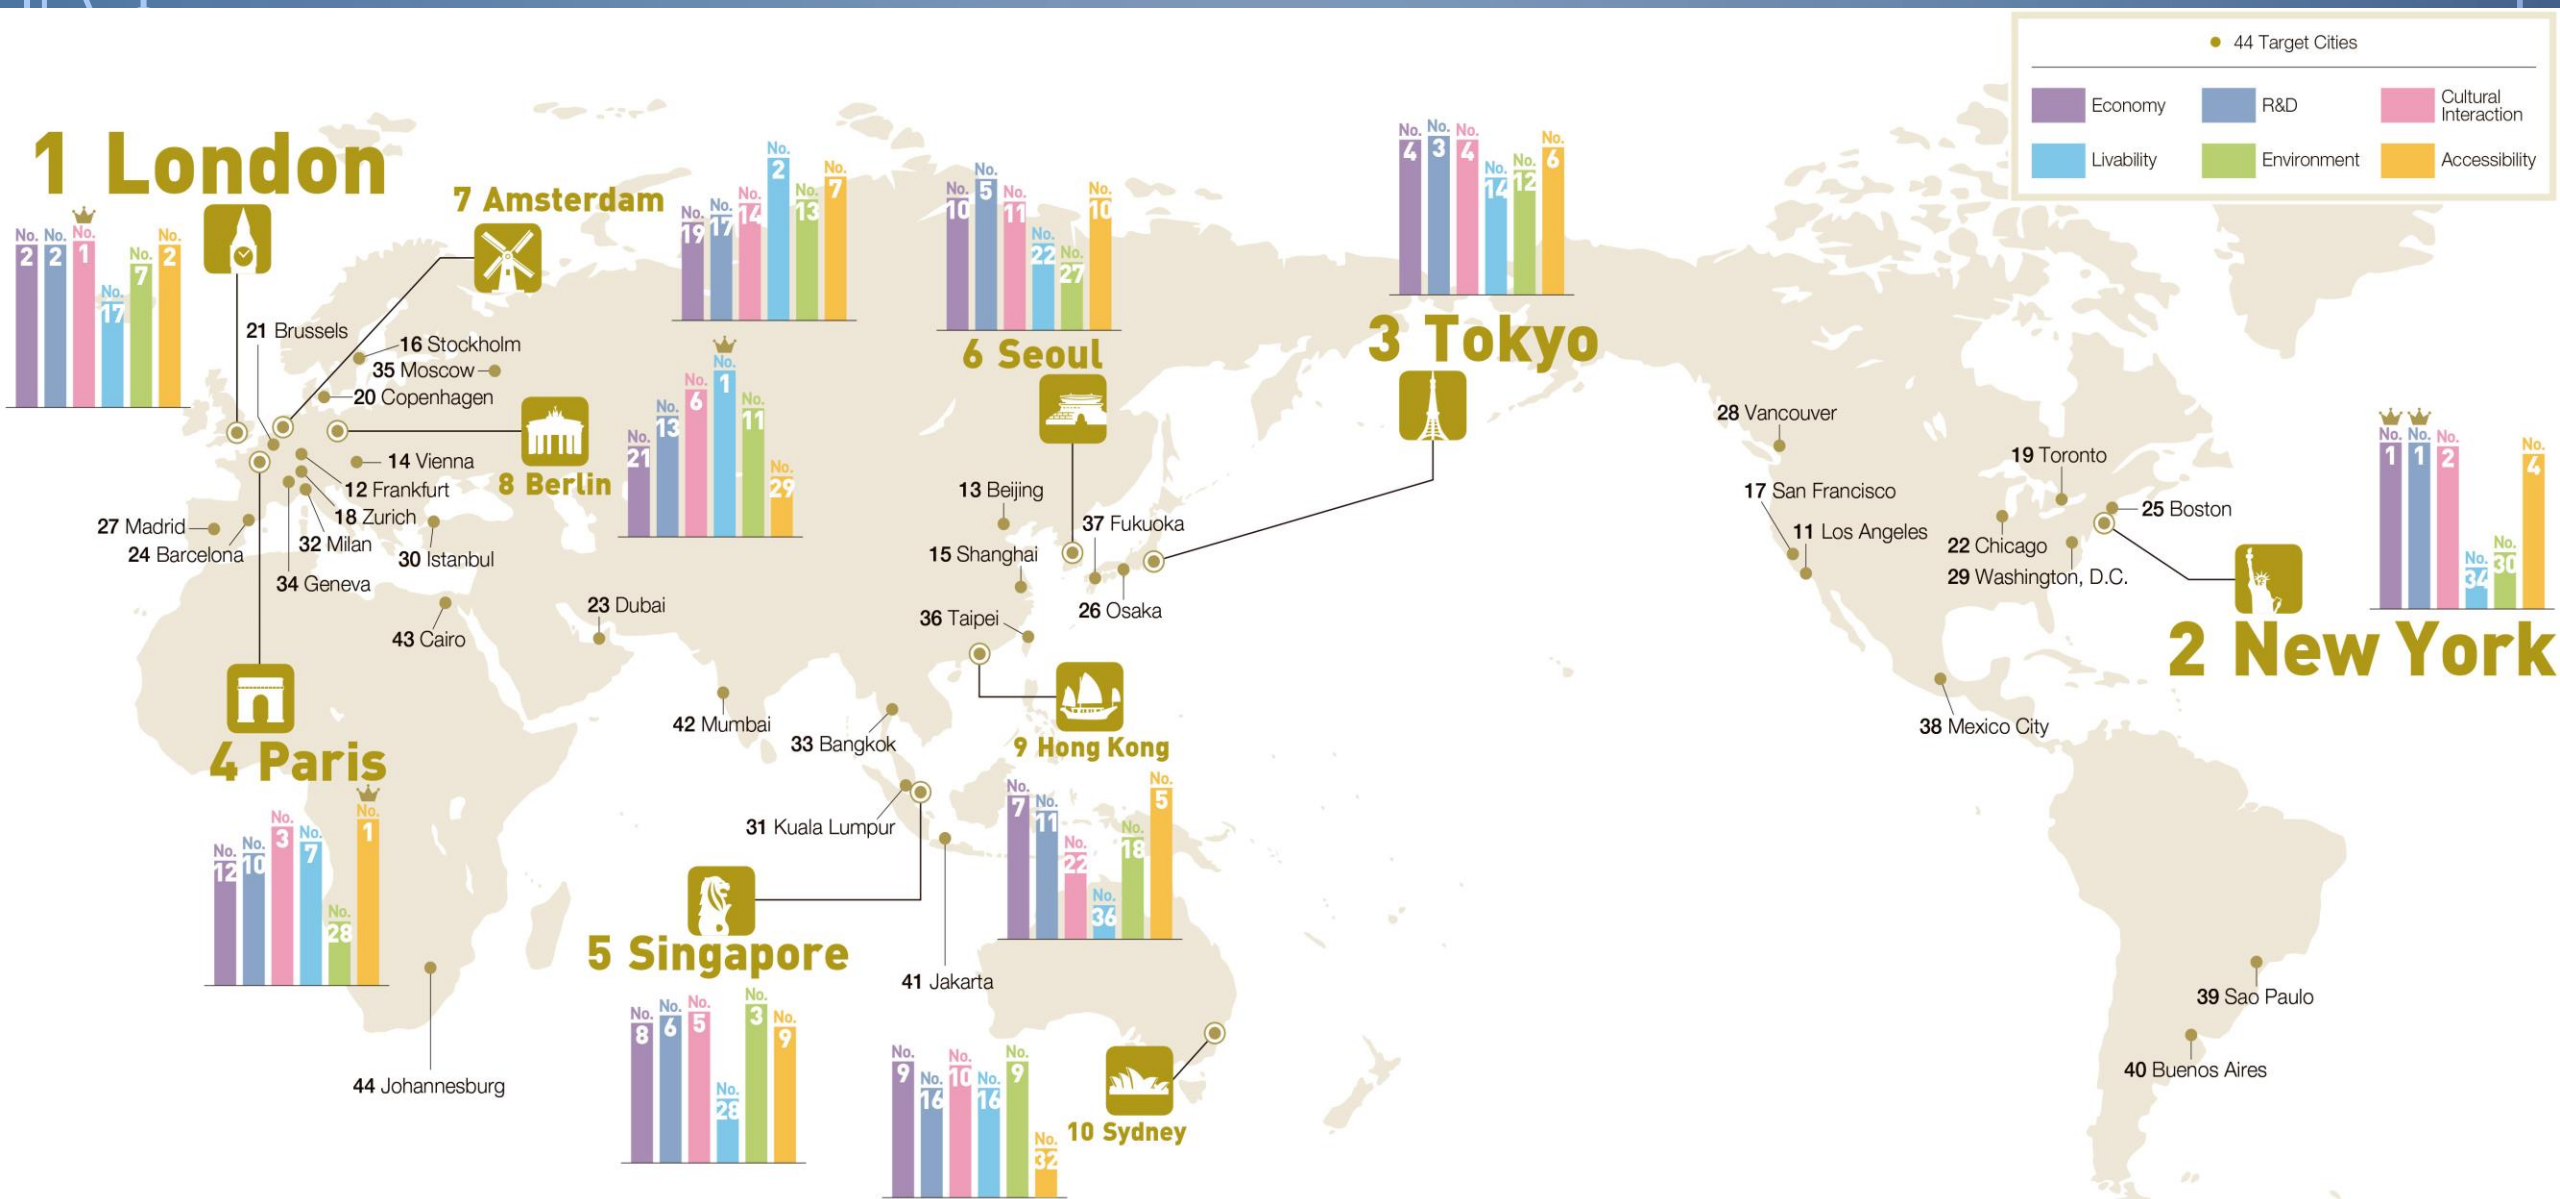 44 Target Cities
Economy
R&D
Cultural
Interaction
Livability
Environment
Accessibility
1 London
No. 2
No. 2
No. 1
No. 17
No. 7
No. 2
7 Amsterdam
No. 19
No. 17
No. 14
No. 2
No. 13
No. 7
6 Seoul
No. 10
No. 5
No. 11
No. 22
No. 27
No. 10
3 Tokyo
No. 4
No. 3
No. 4
No. 14
No. 12
No. 6
21 Brussels
16 Stockholm
35 Moscow
20 Copenhagen
8 Berlin
No. 21
No. 13
No. 6
No. 1
No. 11
No. 29
14 Vienna
12 Frankfurt
18 Zurich
32 Milan
30 Istanbul
27 Madrid
24 Barcelona
34 Geneva
43 Cairo
23 Dubai
13 Beijing
37 Fukuoka
15 Shanghai
36 Taipei
26 Osaka
28 Vancouver
17 San Francisco
11 Los Angeles
19 Toronto
25 Boston
22 Chicago
29 Washington, D.C.
2 New York
No. 1
No. 1
No. 2
No. 34
No. 30
No. 4
38 Mexico City
42 Mumbai
33 Bangkok
31 Kuala Lumpur
9 Hong Kong
No. 7
No. 11
No. 22
No. 36
No. 18
No. 5
4 Paris
No. 12
No. 10
No. 3
No. 7
No. 28
No. 1
5 Singapore
No. 8
No. 6
No. 5
No. 28
No. 3
No. 9
41 Jakarta
44 Johannesburg
10 Sydney
No. 9
No. 16
No. 10
No. 16
No. 9
No. 32
39 Sao Paulo
40 Buenos Aires